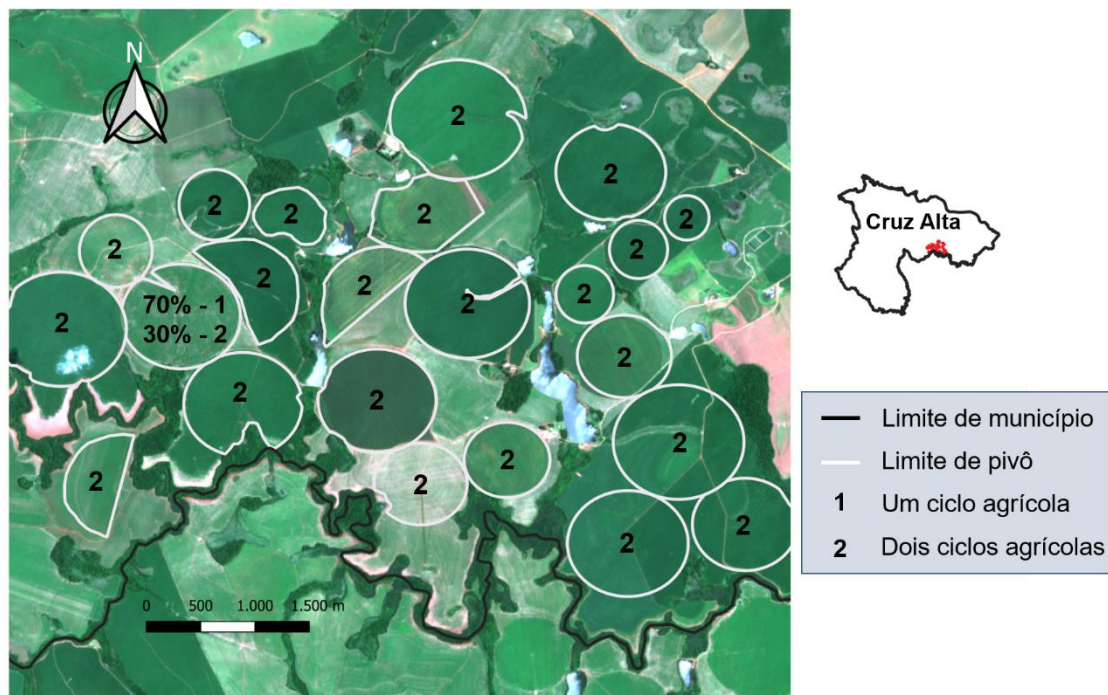 N
2
2
2
2
2
2
2
2
2
2
2
2
2
70% - 1
30% - 2
2
2
2
2
2
2
2
2
2
2
0 500 1.000 1.500 m
Cruz Alta
Limite de município
Limite de pivô
1 Um ciclo agrícola
2 Dois ciclos agrícolas